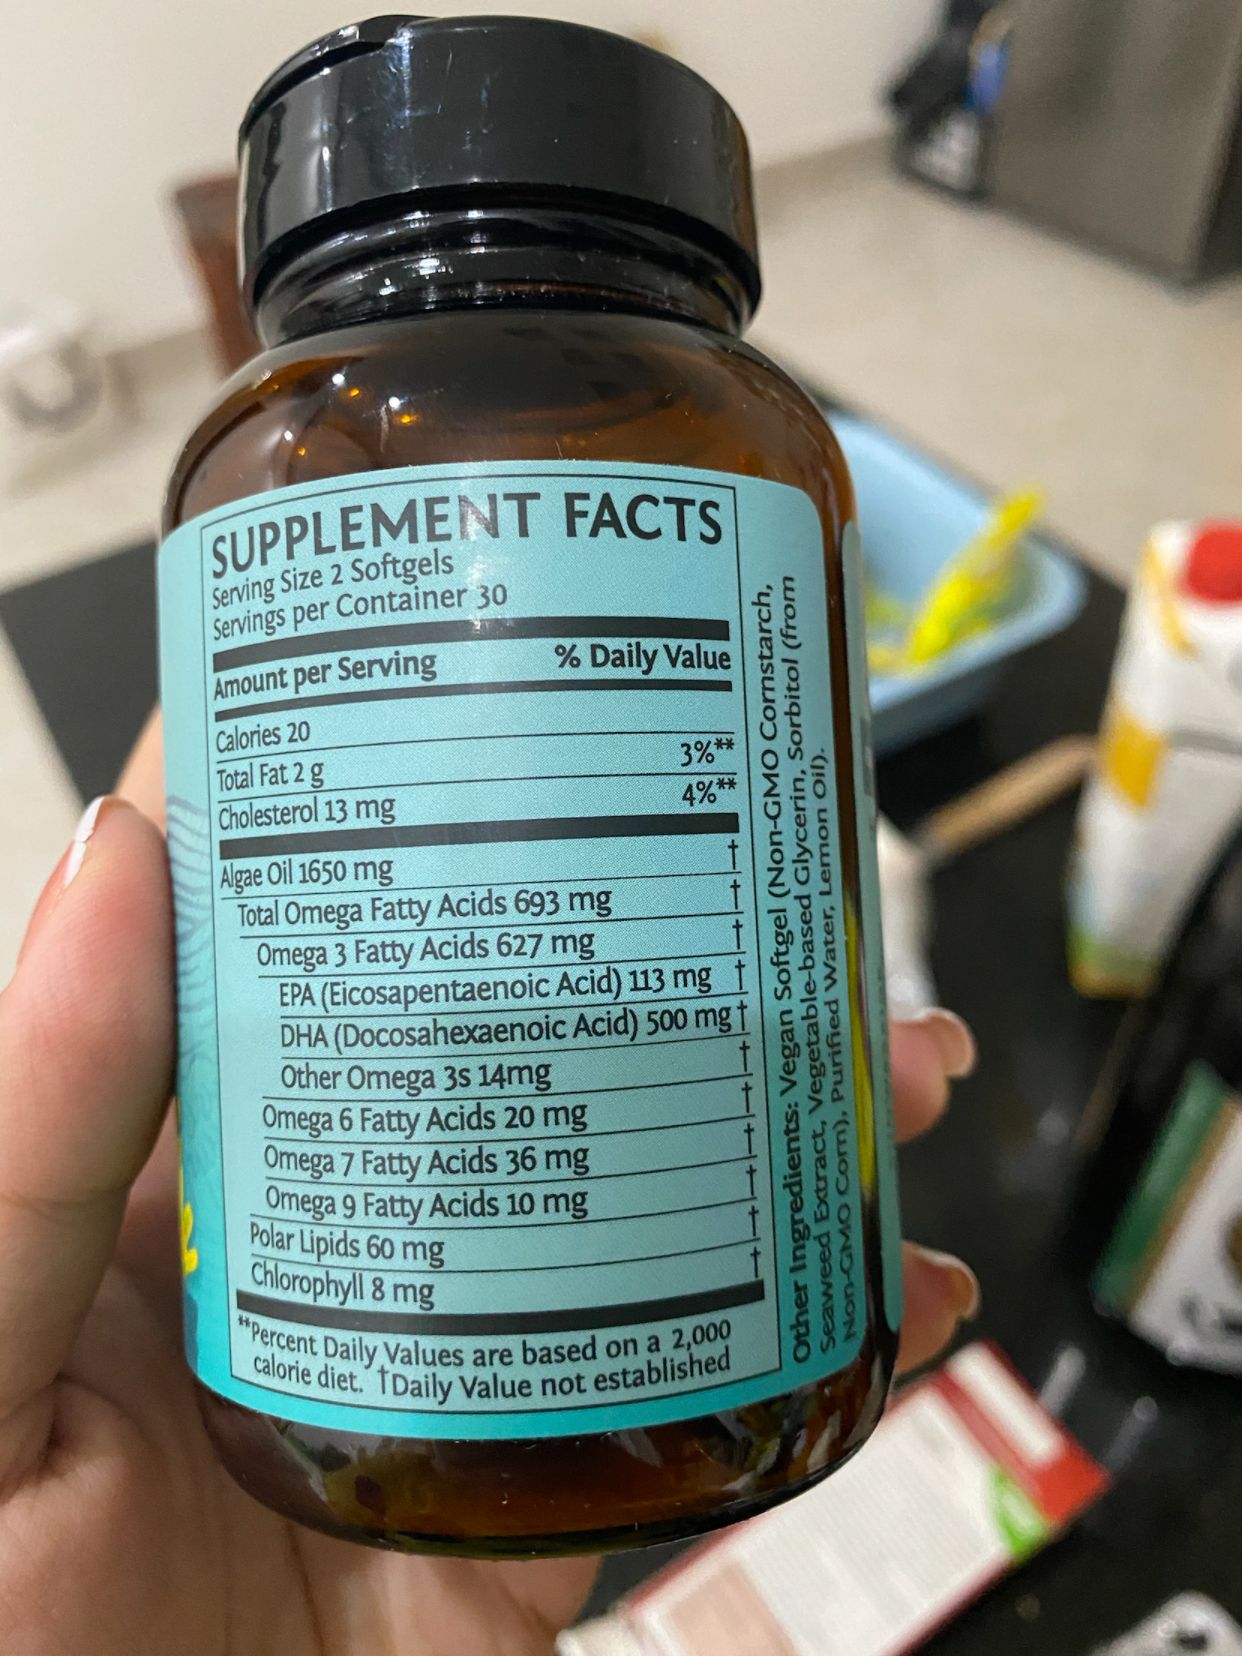 SUPPLEMENT FACTS
Serving Size 2 Softgels
Servings per Container 30
Amount per Serving % Daily Value
Calories 20
Total Fat 2 g 3%**
Cholesterol 13 mg 4%**
Algae Oil 1650 mg †
Total Omega Fatty Acids 693 mg †
Omega 3 Fatty Acids 627 mg †
EPA (Eicosapentaenoic Acid) 113 mg †
DHA (Docosahexaenoic Acid) 500 mg †
Other Omega 3s 14mg †
Omega 6 Fatty Acids 20 mg †
Omega 7 Fatty Acids 36 mg †
Omega 9 Fatty Acids 10 mg †
Polar Lipids 60 mg †
Chlorophyll 8 mg †
**Percent Daily Values are based on a 2,000
calorie diet. †Daily Value not established
Other Ingredients: Vegan Softgel (Non-GMO Cornstarch,
Seaweed Extract, Vegetable-based Glycerin, Sorbitol (from
Non-GMO Corn), Purified Water, Lemon Oil).